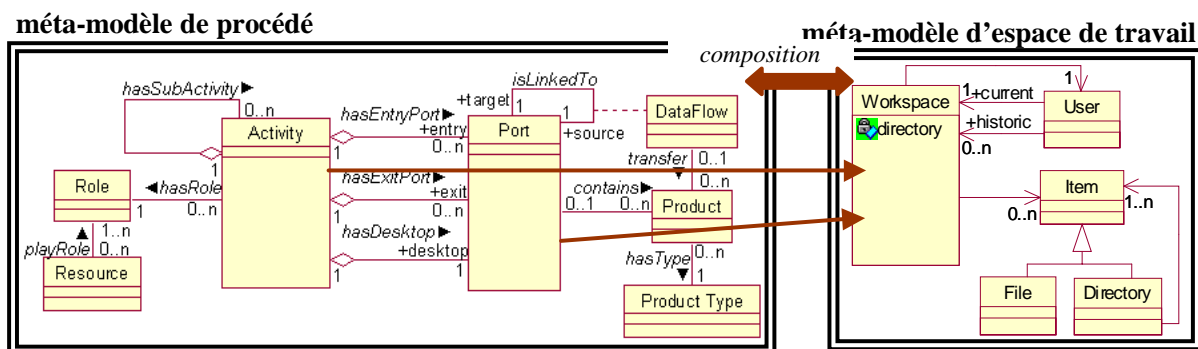 méta-modèle de procédé
méta-modèle d'espace de travail
composition
isLinkedTo
hasSubActivity
0..n
1
Activity
hasEntryPort
+entry
0..n
1
+target
1
1
+source
Port
DataFlow
transfer
0..1
0..n
Role
hasRole
1
0..n
hasExitPort
+exit
0..n
1
contains
0..1
0..n
Product
playRole
1..n
0..n
Resource
hasDesktop
+desktop
1
1
hasType
0..n
1
Product Type
Workspace
directory
1
1
+current
User
+historic
0..n
Item
0..n
1..n
File
Directory